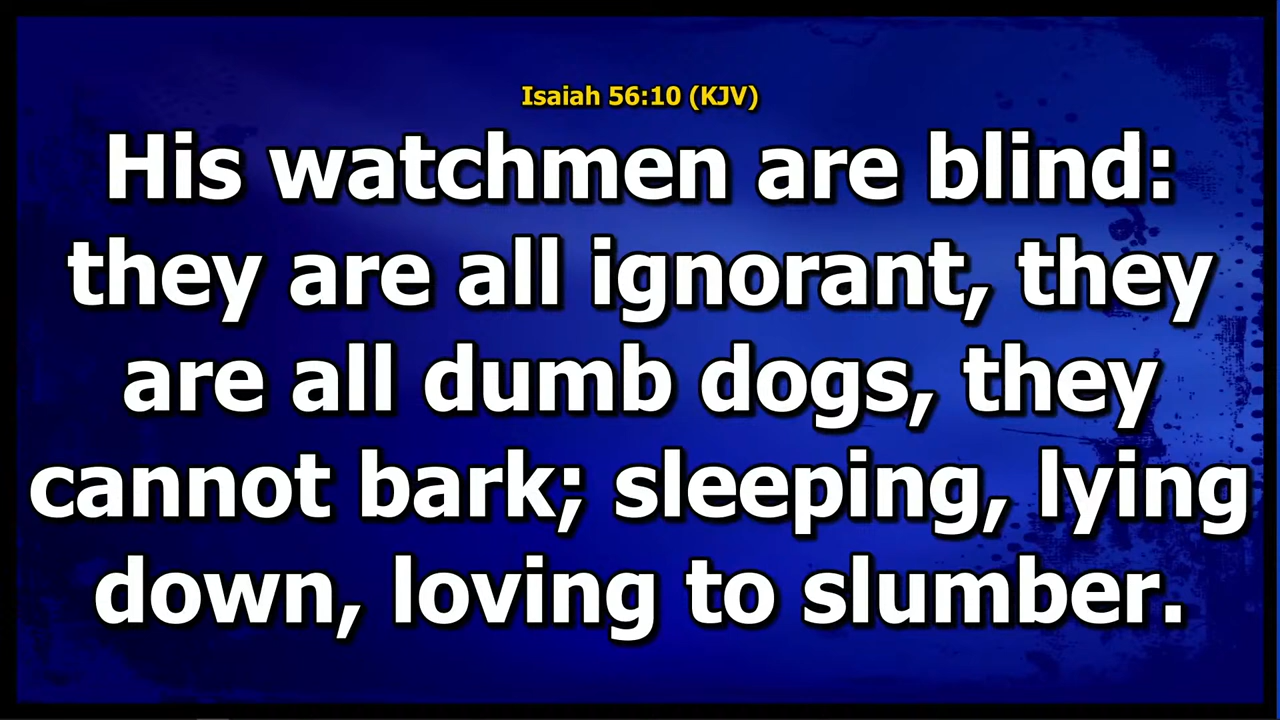 Isaiah 56:10 (KJV)
His watchmen are blind:
they are all ignorant, they
are all dumb dogs, they
cannot bark; sleeping, lying
down, loving to slumber.